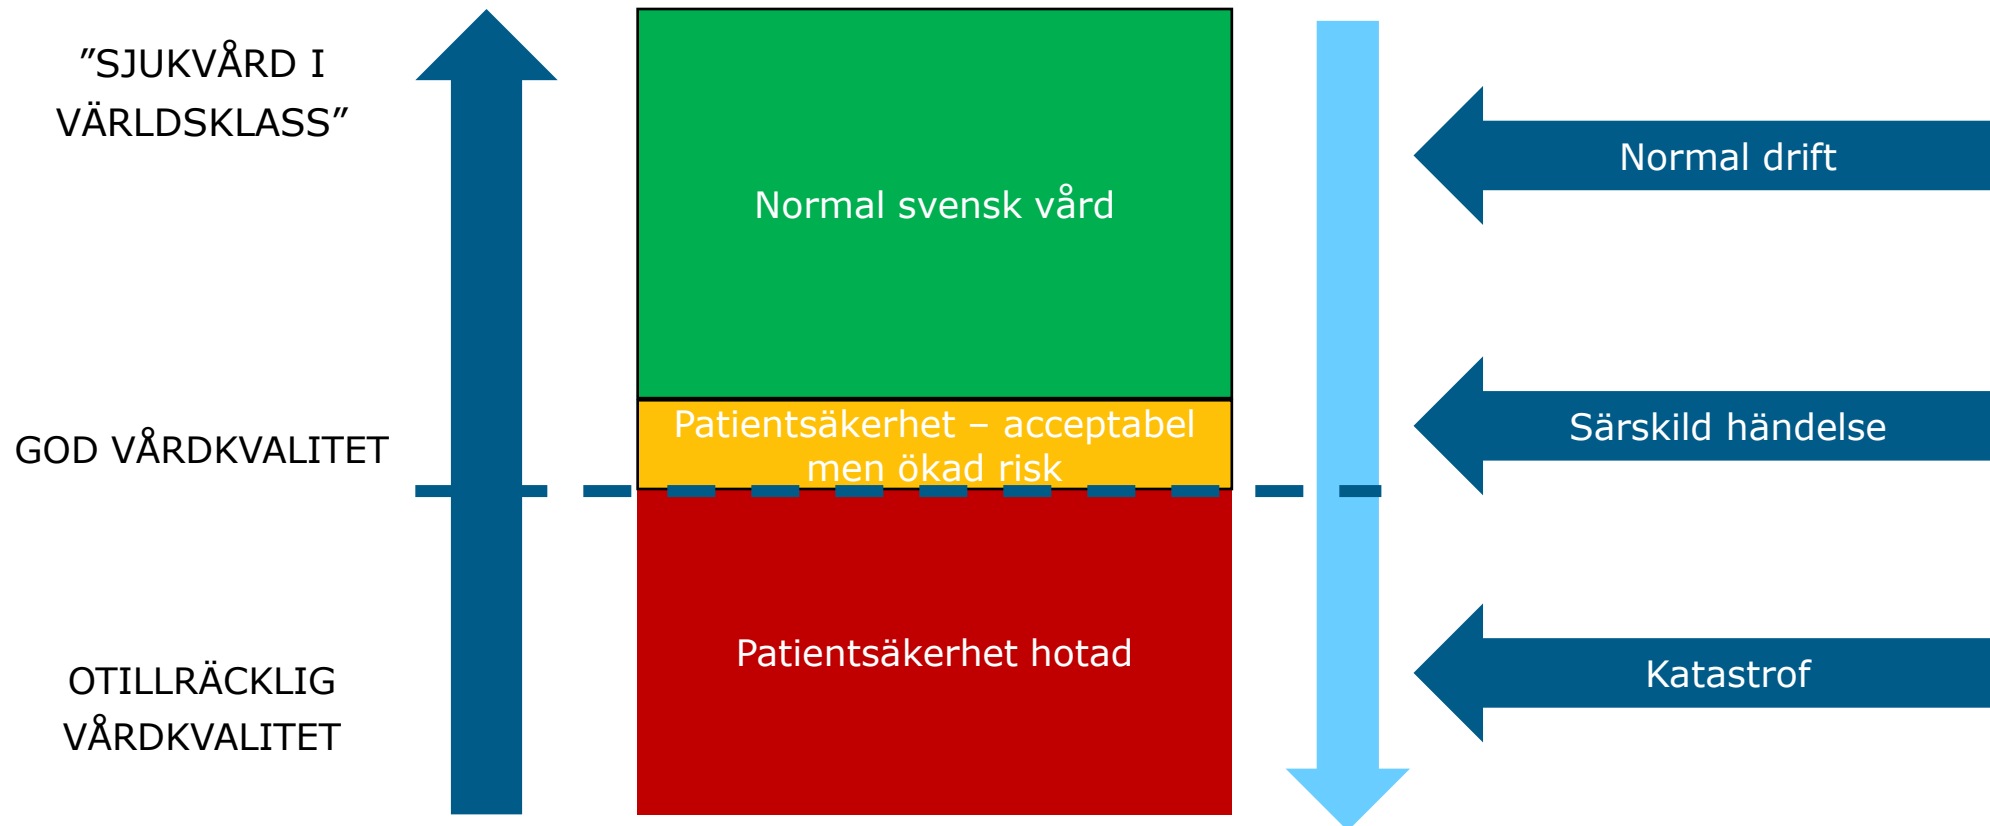 ”SJUKVÅRD I
VÄRLDSKLASS”
Normal drift
Normal svensk vård
Patientsäkerhet – acceptabel
men ökad risk
GOD VÅRDKVALITET
Särskild händelse
Patientsäkerhet hotad
OTILLRÄCKLIG
VÅRDKVALITET
Katastrof